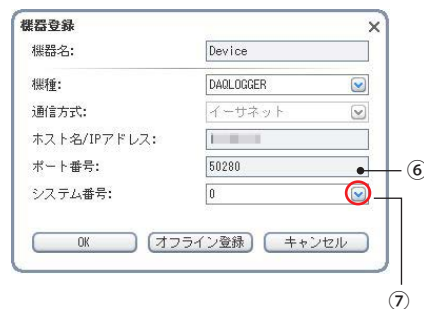 機器登録
機器名: Device
機種: DAQLOGGER
通信方式: イーサネット
ホスト名/IPアドレス:
ポート番号: 50280
⑥
システム番号: 0
OK オフライン登録 キャンセル
⑦